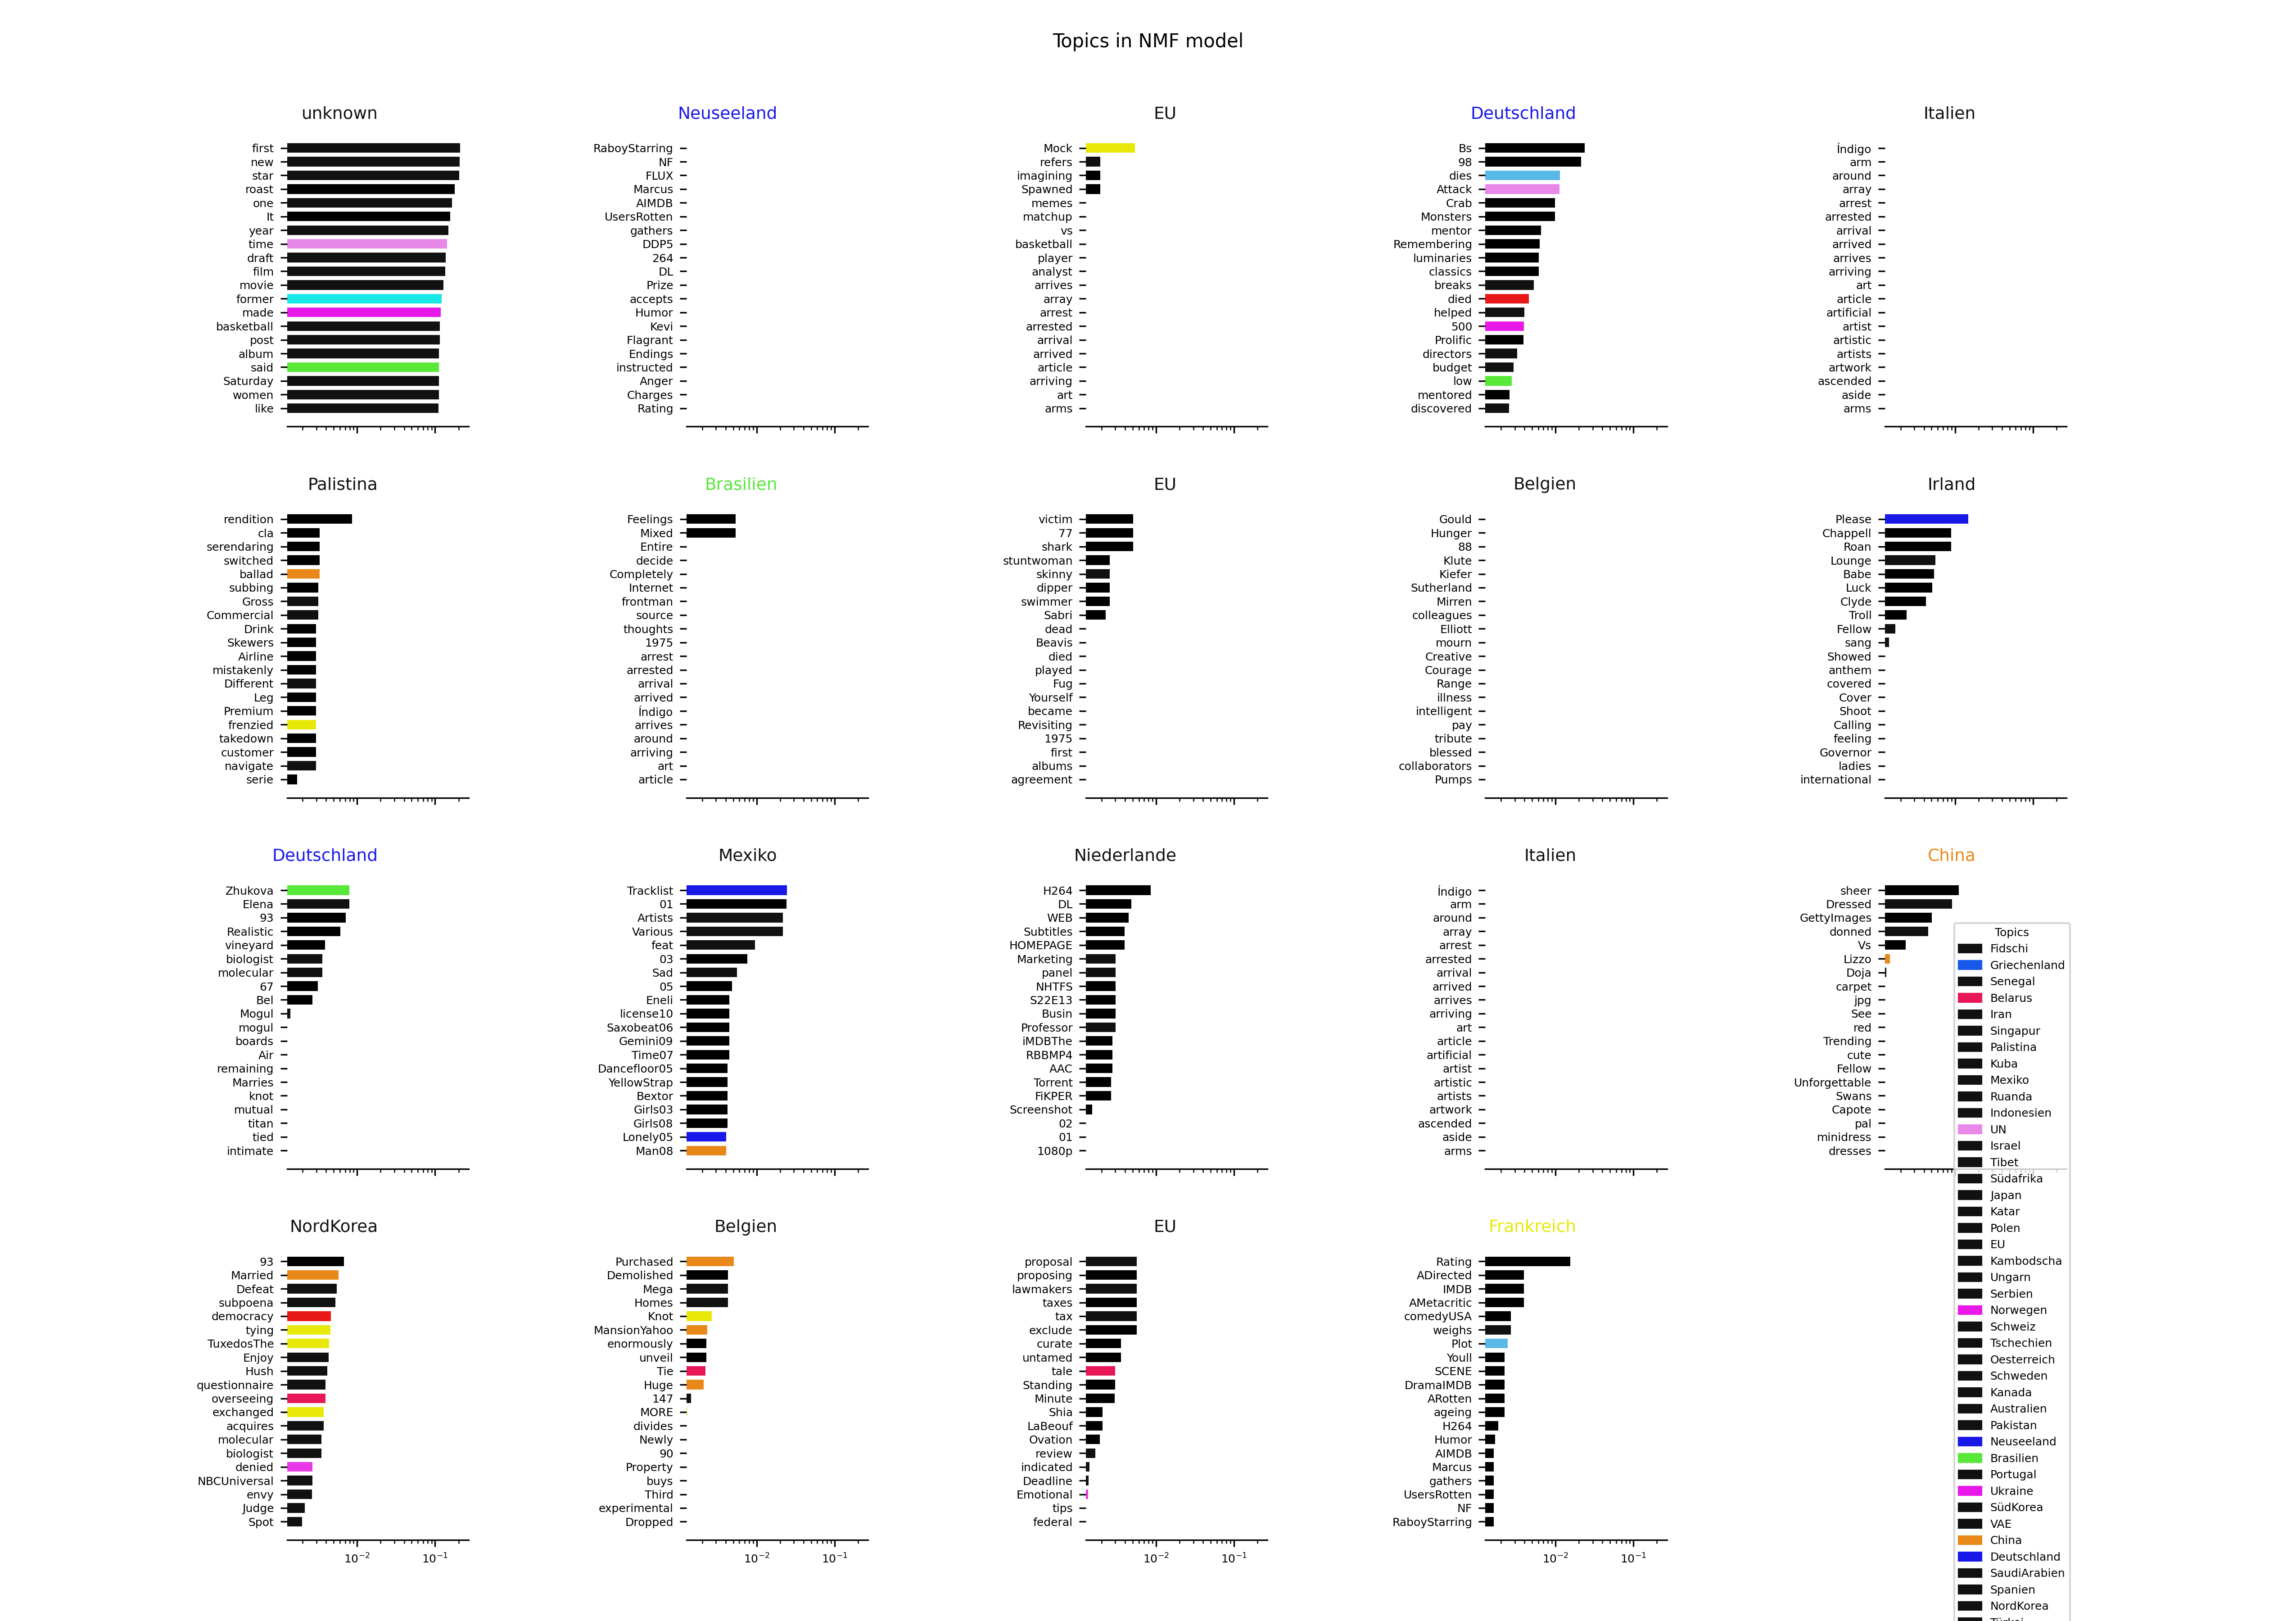 Topics in NMF model
unknown
first
new
star
roast
one
It
year
time
draft
film
movie
former
made
basketball
post
album
said
Saturday
women
like
Neuseeland
RaboyStarring
NF
FLUX
Marcus
AIMDB
UsersRotten
gathers
DDP5
264
DL
Prize
accepts
Humor
Kevi
Flagrant
Endings
instructed
Anger
Charges
Rating
EU
Mock
refers
imagining
Spawned
memes
matchup
vs
basketball
player
analyst
arrives
array
arrest
arrested
arrival
arrived
article
arriving
art
arms
Deutschland
Bs
98
dies
Attack
Crab
Monsters
mentor
Remembering
luminaries
classics
breaks
died
helped
500
Prolific
directors
budget
low
mentored
discovered
Italien
Índigo
arm
around
array
arrest
arrested
arrival
arrived
arrives
arriving
art
article
artificial
artist
artistic
artists
artwork
ascended
aside
arms
Palistina
rendition
cla
serendaring
switched
ballad
subbing
Gross
Commercial
Drink
Skewers
Airline
mistakenly
Different
Leg
Premium
frenzied
takedown
customer
navigate
serie
Brasilien
Feelings
Mixed
Entire
decide
Completely
Internet
frontman
source
thoughts
1975
arrest
arrested
arrival
arrived
Índigo
arrives
around
arriving
art
article
EU
victim
77
shark
stuntwoman
skinny
dipper
swimmer
Sabri
dead
Beavis
died
played
Fug
Yourself
became
Revisiting
1975
first
albums
agreement
Belgien
Gould
Hunger
88
Klute
Kiefer
Sutherland
Mirren
colleagues
Elliott
mourn
Creative
Courage
Range
illness
intelligent
pay
tribute
blessed
collaborators
Pumps
Irland
Please
Chappell
Roan
Lounge
Babe
Luck
Clyde
Troll
Fellow
sang
Showed
anthem
covered
Cover
Shoot
Calling
feeling
Governor
ladies
international
Deutschland
Zhukova
Elena
93
Realistic
vineyard
biologist
molecular
67
Bel
Mogul
mogul
boards
Air
remaining
Marries
knot
mutual
titan
tied
intimate
Mexiko
Tracklist
01
Artists
Various
feat
03
Sad
05
Eneli
license10
Saxobeat06
Gemini09
Time07
Dancefloor05
YellowStrap
Bextor
Girls03
Girls08
Lonely05
Man08
Niederlande
H264
DL
WEB
Subtitles
HOMEPAGE
Marketing
panel
NHTFS
S22E13
Busin
Professor
iMDBThe
RBBMP4
AAC
Torrent
FiKPER
Screenshot
02
01
1080p
Italien
Índigo
arm
around
array
arrest
arrested
arrival
arrived
arrives
arriving
art
article
artificial
artist
artistic
artists
artwork
ascended
aside
arms
China
sheer
Dressed
GettyImages
donned
Vs
Lizzo
Doja
carpet
jpg
See
red
Trending
cute
Fellow
Unforgettable
Swans
Capote
pal
minidress
dresses
NordKorea
93
Married
Defeat
subpoena
democracy
tying
TuxedosThe
Enjoy
Hush
questionnaire
overseeing
exchanged
acquires
molecular
biologist
denied
NBCUniversal
envy
Judge
Spot
10⁻² 10⁻¹
Belgien
Purchased
Demolished
Mega
Homes
Knot
MansionYahoo
enormously
unveil
Tie
Huge
147
MORE
divides
Newly
90
Property
buys
Third
experimental
Dropped
10⁻² 10⁻¹
EU
proposal
proposing
lawmakers
taxes
tax
exclude
curate
untamed
tale
Standing
Minute
Shia
LaBeouf
Ovation
review
indicated
Deadline
Emotional
tips
federal
10⁻² 10⁻¹
Frankreich
Rating
ADirected
IMDB
AMetacritic
comedyUSA
weighs
Plot
Youll
SCENE
DramaIMDB
ARotten
ageing
H264
Humor
AIMDB
Marcus
gathers
UsersRotten
NF
RaboyStarring
10⁻² 10⁻¹
Topics
Fidschi
Griechenland
Senegal
Belarus
Iran
Singapur
Palistina
Kuba
Mexiko
Ruanda
Indonesien
UN
Israel
Tibet
Südafrika
Japan
Katar
Polen
EU
Kambodscha
Ungarn
Serbien
Norwegen
Schweiz
Tschechien
Oesterreich
Schweden
Kanada
Australien
Pakistan
Neuseeland
Brasilien
Portugal
Ukraine
SüdKorea
VAE
China
Deutschland
SaudiArabien
Spanien
NordKorea